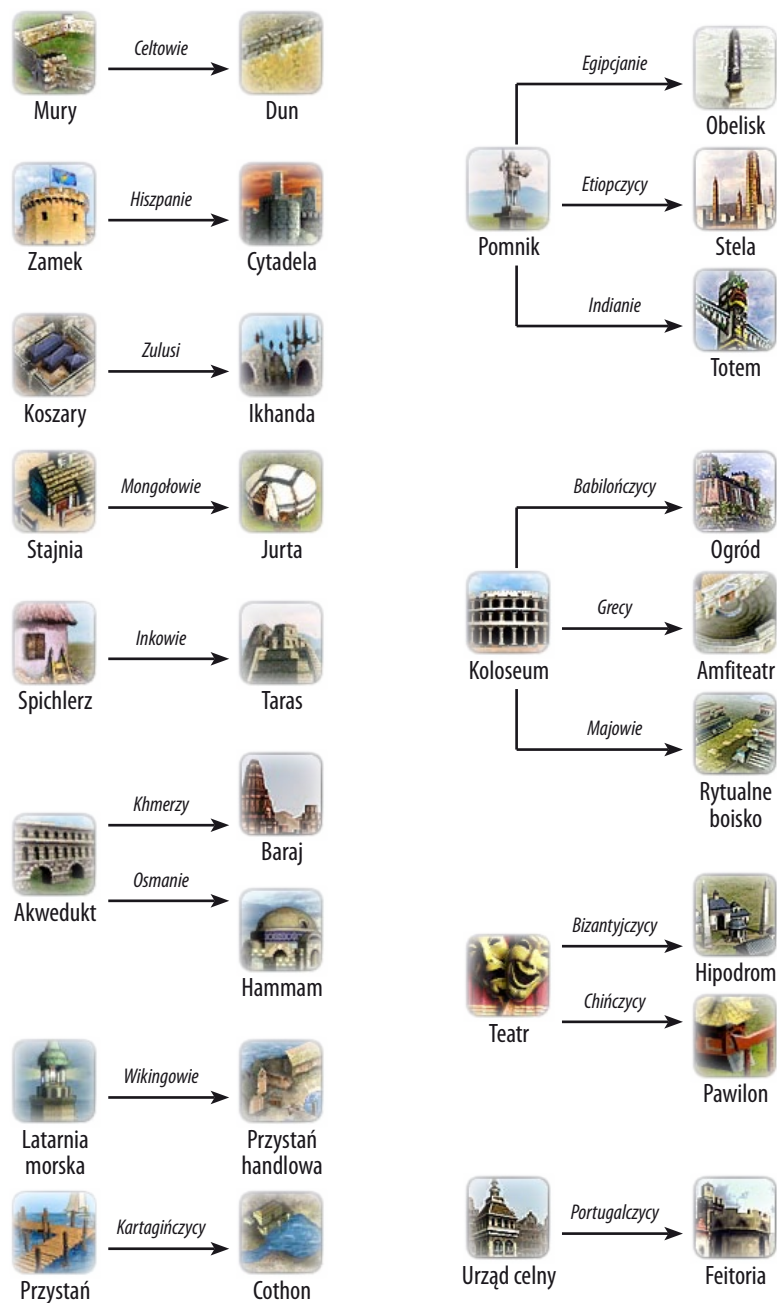 Celtowie
Mury
Dun
Hiszpanie
Zamek
Cytadela
Zulusi
Koszary
Ikhanda
Mongołowie
Stajnia
Jurta
Inkowie
Spichlerz
Taras
Khmerzy
Baraj
Akwedukt
Osmanie
Hammam
Wikingowie
Latarnia
morska
Przystań
handlowa
Kartagińczycy
Przystań
Cothon
Egipcjanie
Obelisk
Etiopczycy
Pomnik
Stela
Indianie
Totem
Babilończycy
Ogród
Grecy
Koloseum
Amfiteatr
Majowie
Rytualne
boisko
Bizantyjczycy
Hipodrom
Teatr
Chińczycy
Pawilon
Portugalczycy
Urząd celny
Feitoria